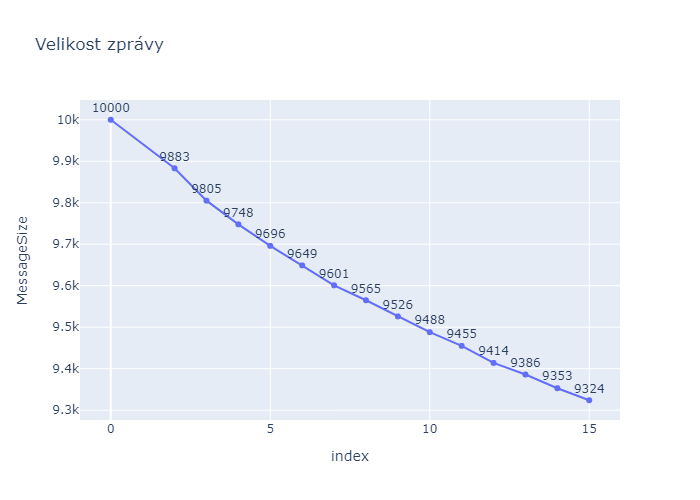 Velikost zprávy
10000
9883
9805
9748
9696
9649
9601
9565
9526
9488
9455
9414
9386
9353
9324
10k
9.9k
9.8k
9.7k
9.6k
9.5k
9.4k
9.3k
MessageSize
0 5 10 15
index